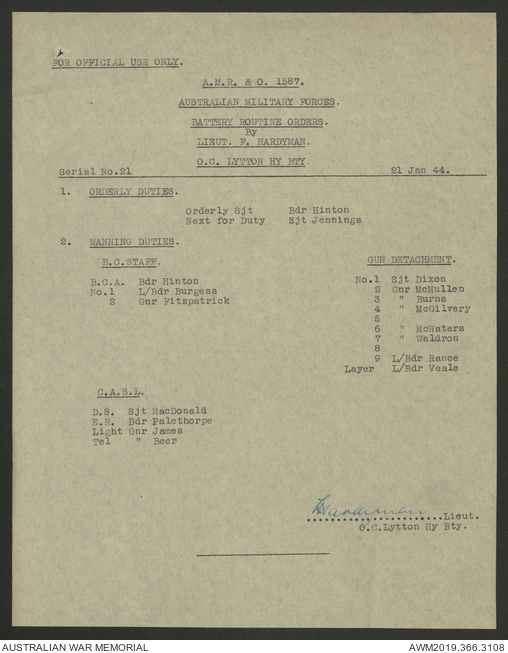 FOR OFFICIAL USE ONLY.
A.M.R. & O. 1587.
AUSTRALIAN MILITARY FORCES.
BATTERY ROUTINE ORDERS.
By
LIEUT. F. HARDYMAN.
O.C. LYTTON HY BTY.
Serial No.21 21 Jan 44.
1. ORDERLY DUTIES.
Orderly Sjt Bdr Hinton
Next for Duty Sjt Jennings
2. MANNING DUTIES.
B.C.STAFF.
B.C.A. Bdr Hinton
No.1 L/Bdr Burgess
2 Gnr Fitzpatrick
GUN DETACHMENT.
No.1 Sjt Dixon
2 Gnr McMullen
3 " Burns
4 " McGilvery
5
6 " McWaters
7 " Waldron
8
9 L/Bdr Rance
Layer L/Bdr Veale
C.A.S.L.
D.S. Sjt MacDonald
E.R. Bdr Palethorpe
Light Gnr James
Tel " Beer
Hardyman Lieut.
O.C.Lytton Hy Bty.
AUSTRALIAN WAR MEMORIAL AWM2019.366.3108